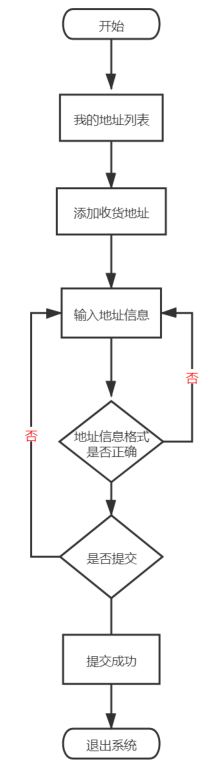 开始
我的地址列表
添加收货地址
输入地址信息
否
地址信息格式
是否正确
否
是否提交
提交成功
退出系统